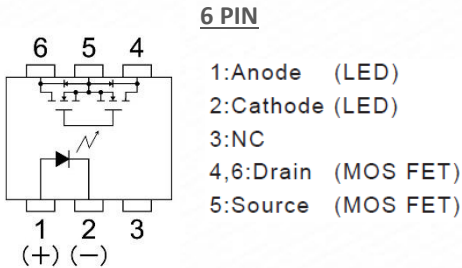 6 PIN
6 5 4
1:Anode (LED)
2:Cathode (LED)
3:NC
4,6:Drain (MOS FET)
5:Source (MOS FET)
1 2 3
(+) (−)